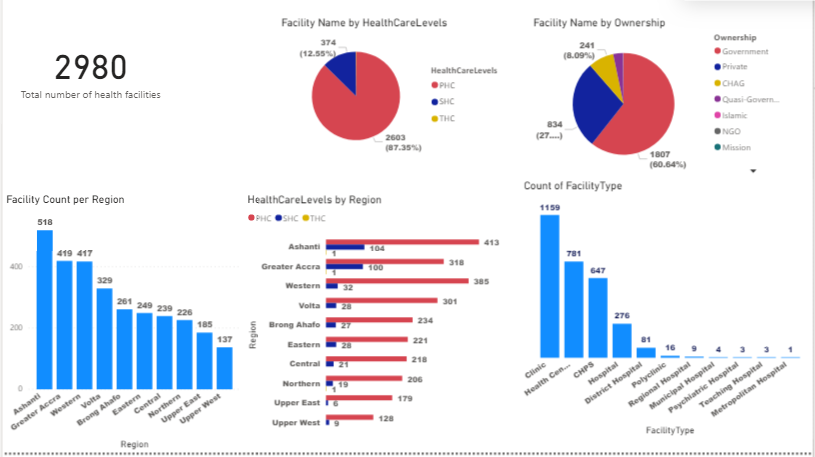 2980
Total number of health facilities
Facility Name by HealthCareLevels
374
(12.55%)
2603
(87.35%)
HealthCareLevels
PHC
SHC
THC
Facility Name by Ownership
241
(8.09%)
834
(27....)
1807
(60.64%)
Ownership
Government
Private
CHAG
Quasi-Govern...
Islamic
NGO
Mission
Facility Count per Region
400
200
0
518
419
417
329
261
249
239
226
185
137
Ashanti
Greater Accra
Western
Volta
Brong Ahafo
Eastern
Central
Northern
Upper East
Upper West
Region
HealthCareLevels by Region
PHC SHC THC
Region
Ashanti 413
104
1
Greater Accra 318
100
1
Western 385
32
Volta 301
28
Brong Ahafo 234
27
Eastern 221
28
Central 218
21
Northern 206
19
1
Upper East 179
6
Upper West 128
9
Count of FacilityType
1159
781
647
276
81
16
9
4
3
3
1
Clinic
Health Cen...
CHPS
Hospital
District Hospital
Polyclinic
Regional Hospital
Municipal Hospital
Psychiatric Hospital
Teaching Hospital
Metropolitan Hospital
FacilityType